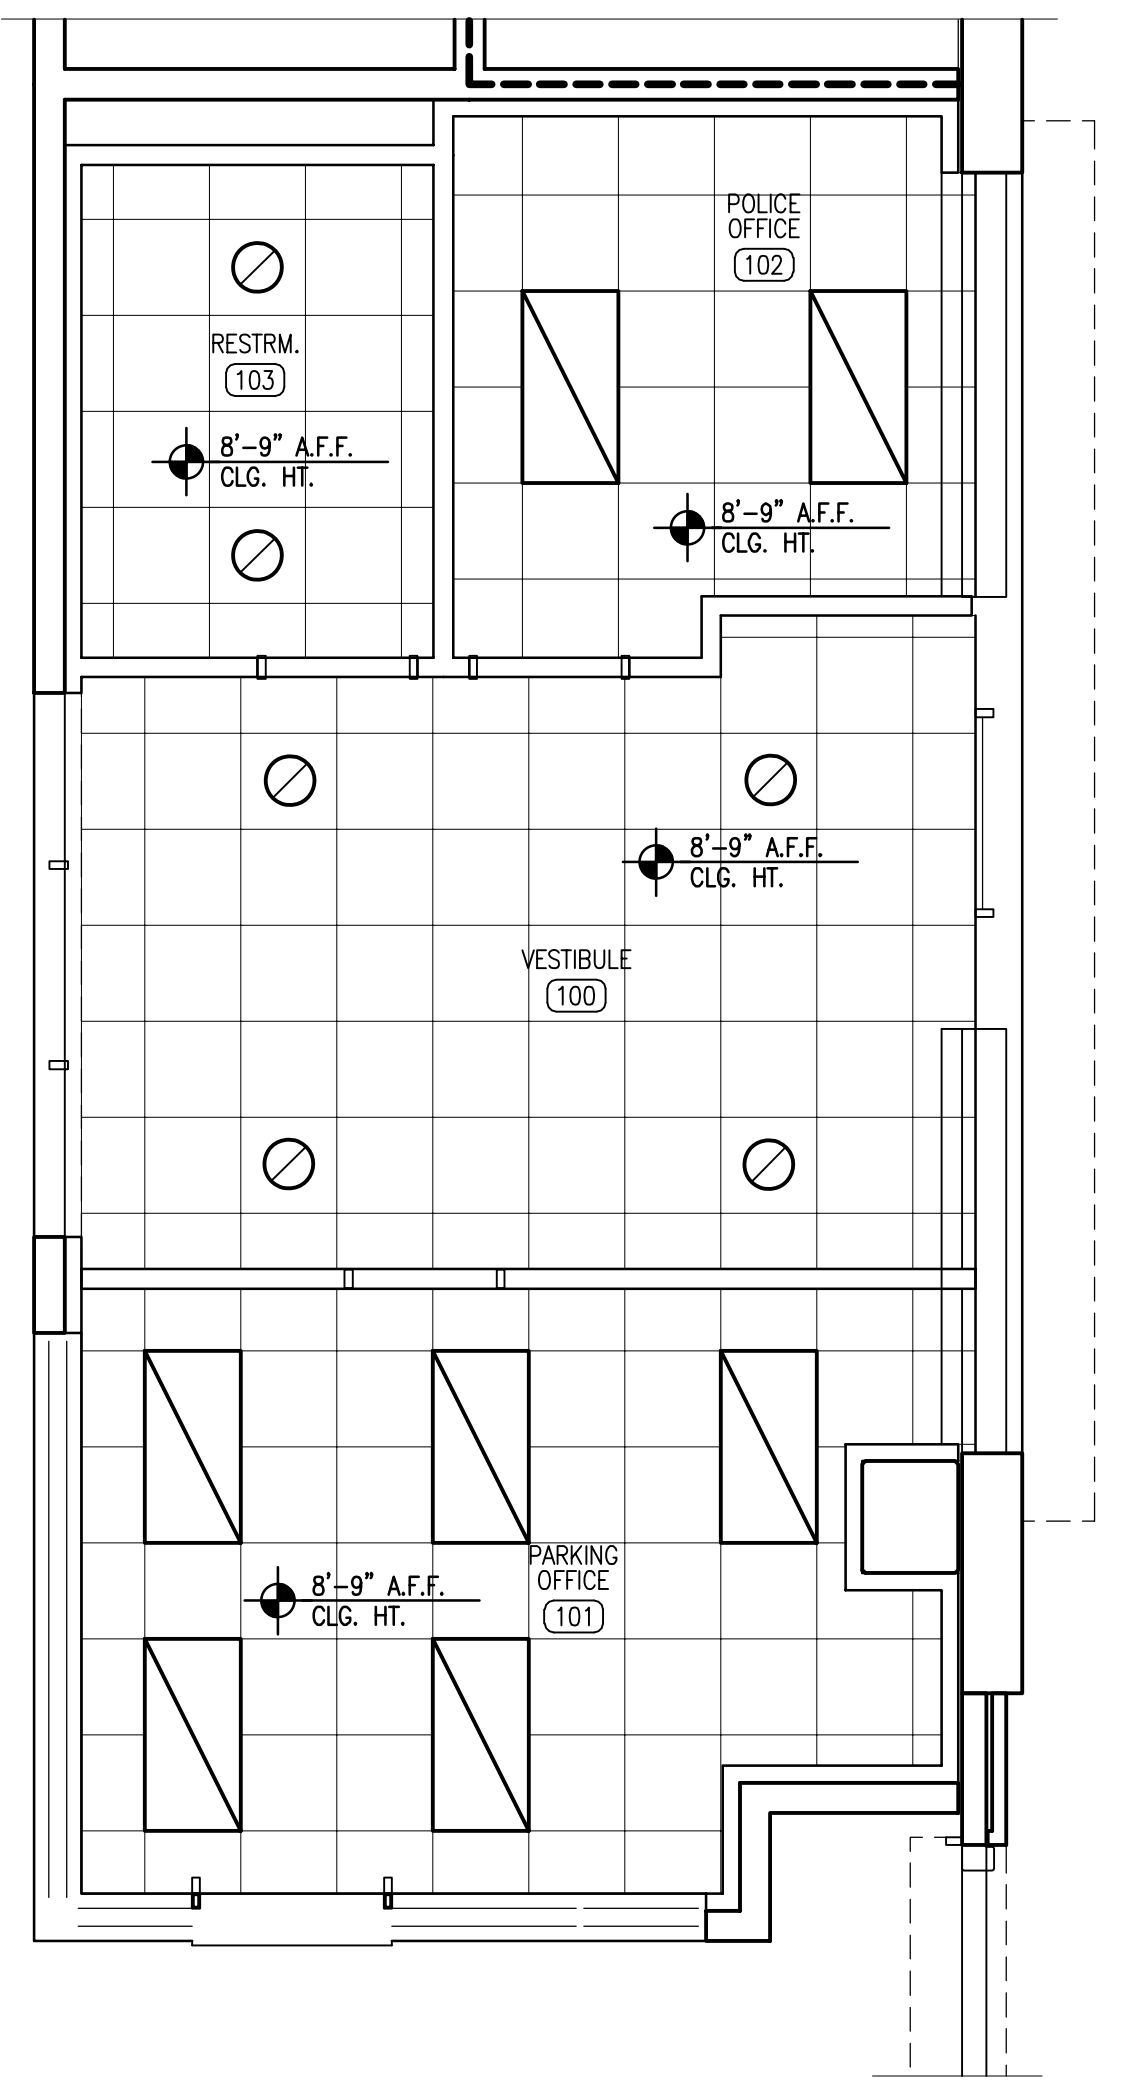 POLICE
OFFICE
102
RESTRM.
103
8'-9" A.F.F.
CLG. HT.
8'-9" A.F.F.
CLG. HT.
8'-9" A.F.F.
CLG. HT.
VESTIBULE
100
PARKING
OFFICE
101
8'-9" A.F.F.
CLG. HT.